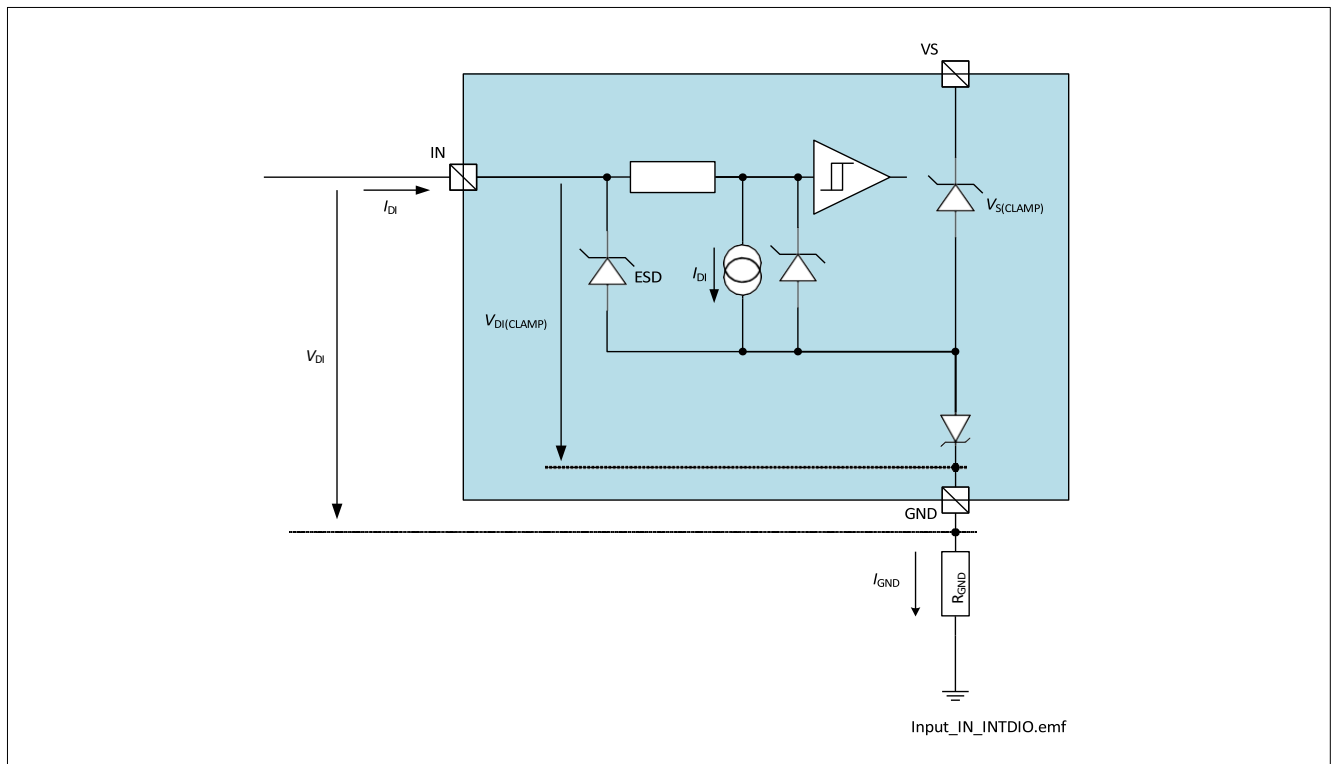 VS
IN
IDI
VS(CLAMP)
ESD
IDI
VDI(CLAMP)
VDI
GND
IGND
RGND
Input_IN_INTDIO.emf